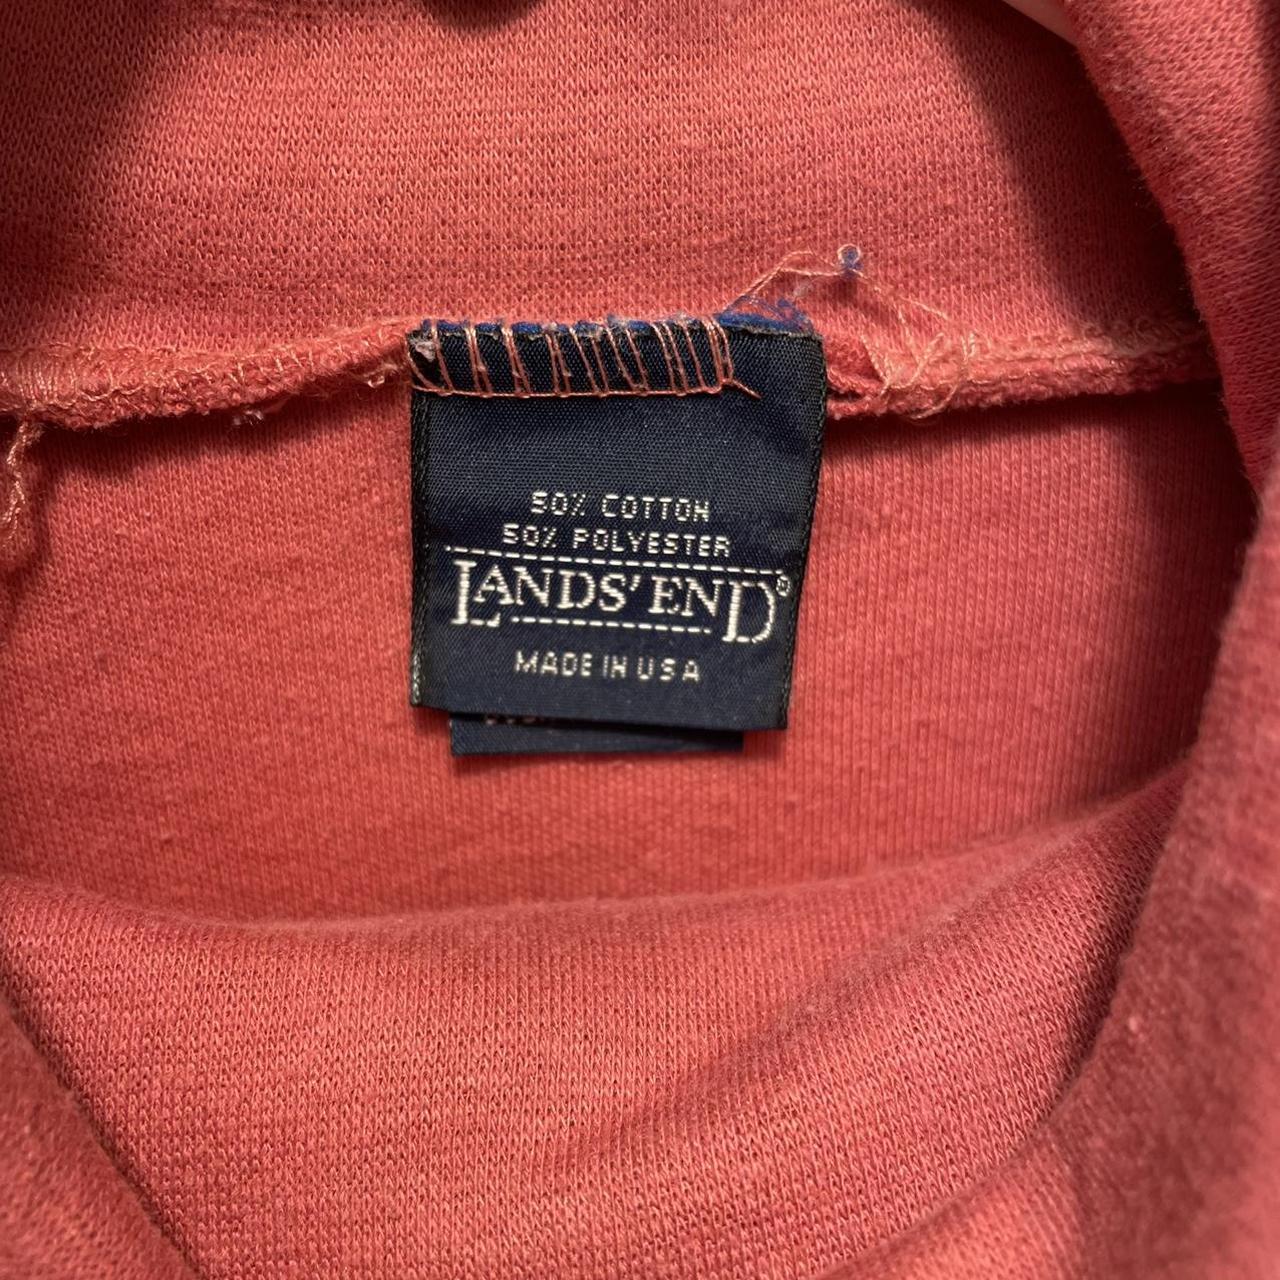 50% COTTON
50% POLYESTER
LANDS' END®
MADE IN USA